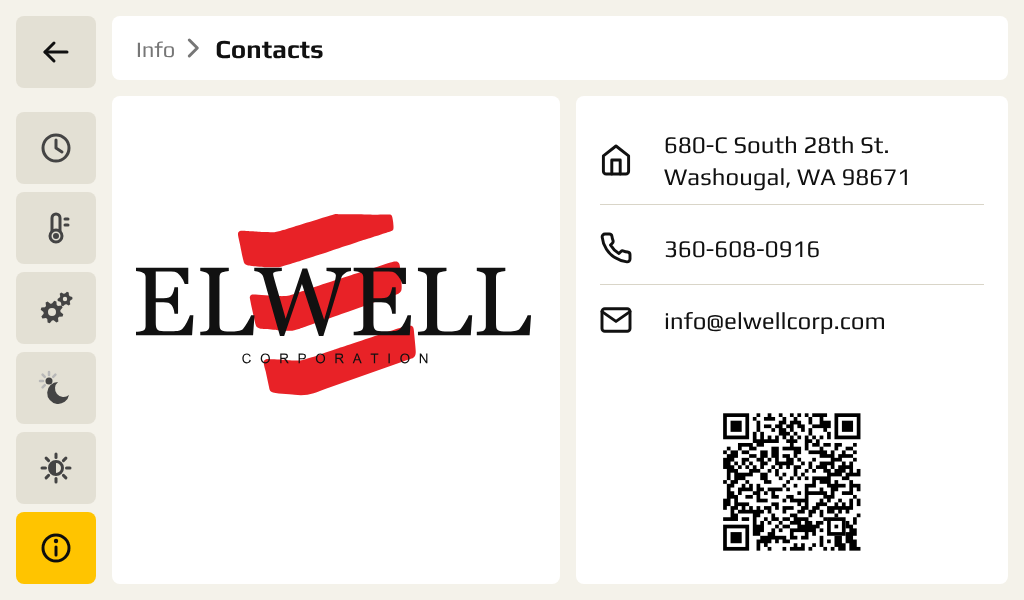 Info > Contacts
ELWELL
CORPORATION
680-C South 28th St.
Washougal, WA 98671
360-608-0916
info@elwellcorp.com